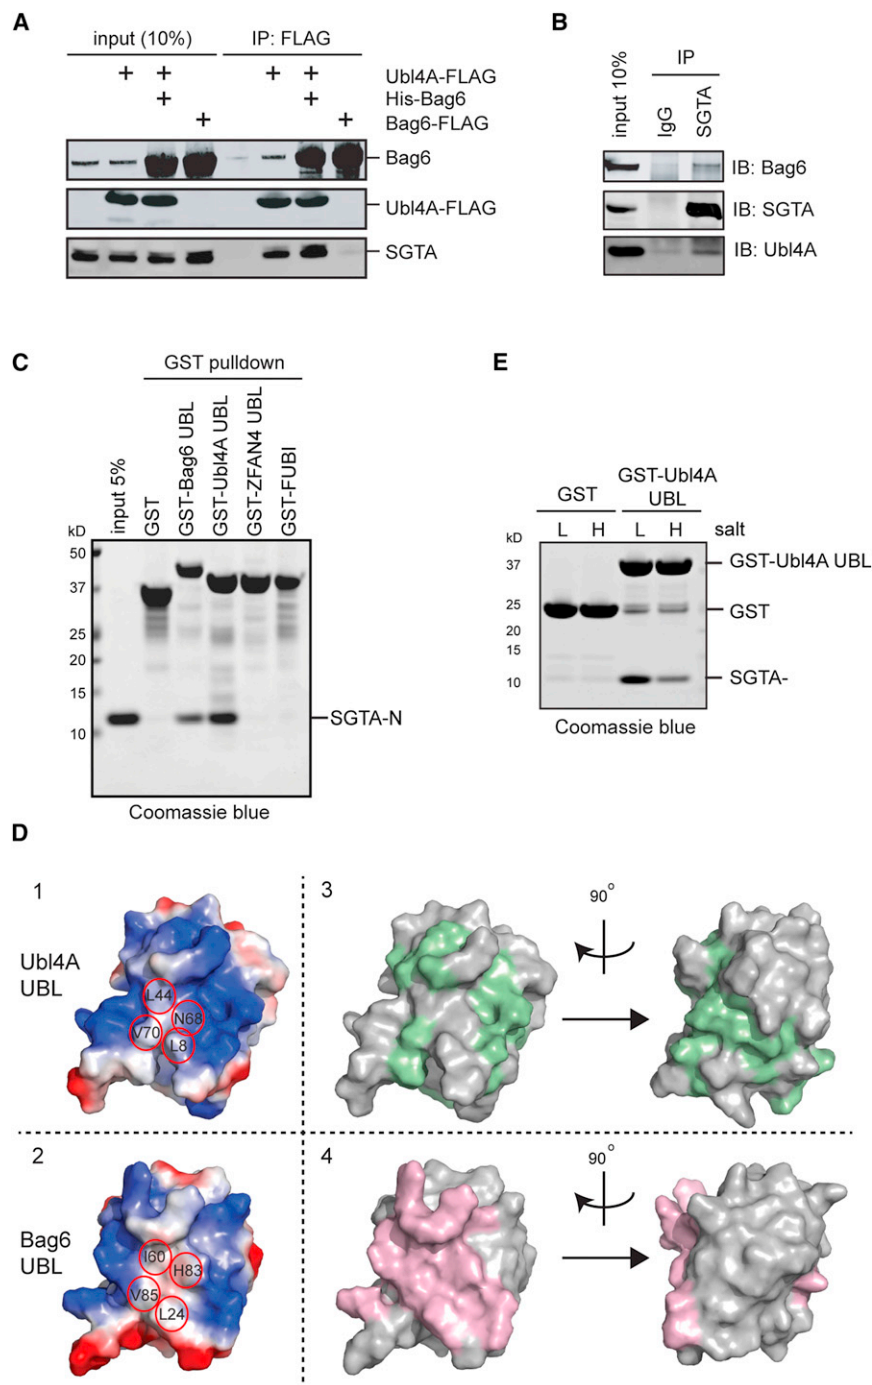 A
input (10%) IP: FLAG
+ + + + Ubl4A-FLAG
+ + His-Bag6
+ + Bag6-FLAG
Bag6
Ubl4A-FLAG
SGTA
B
IP
input 10%
IgG
SGTA
IB: Bag6
IB: SGTA
IB: Ubl4A
C
GST pulldown
input 5%
GST
GST-Bag6 UBL
GST-Ubl4A UBL
GST-ZFAN4 UBL
GST-FUBI
kD
50
37
25
20
15
10
SGTA-N
Coomassie blue
E
GST
GST-Ubl4A
UBL
L H L H salt
kD
37
25
20
15
10
GST-Ubl4A UBL
GST
SGTA-
Coomassie blue
D
1
Ubl4A
UBL
L44
N68
V70
L8
3
90°
2
Bag6
UBL
I60
H83
V85
L24
4
90°